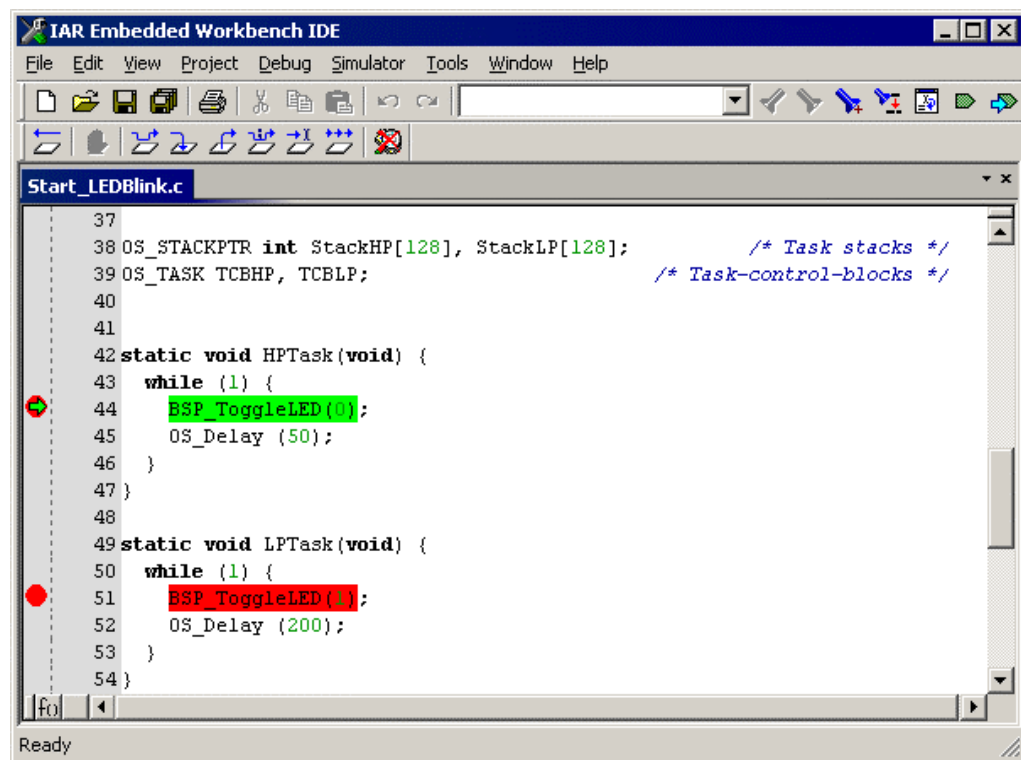 IAR Embedded Workbench IDE
File Edit View Project Debug Simulator Tools Window Help
Start_LEDBlink.c
37
38 OS_STACKPTR int StackHP[128], StackLP[128]; /* Task stacks */
39 OS_TASK TCBHP, TCBLP; /* Task-control-blocks */
40
41
42 static void HPTask(void) {
43 while (1) {
44 BSP_ToggleLED(0);
45 OS_Delay (50);
46 }
47 }
48
49 static void LPTask(void) {
50 while (1) {
51 BSP_ToggleLED(1);
52 OS_Delay (200);
53 }
54 }
f()
Ready